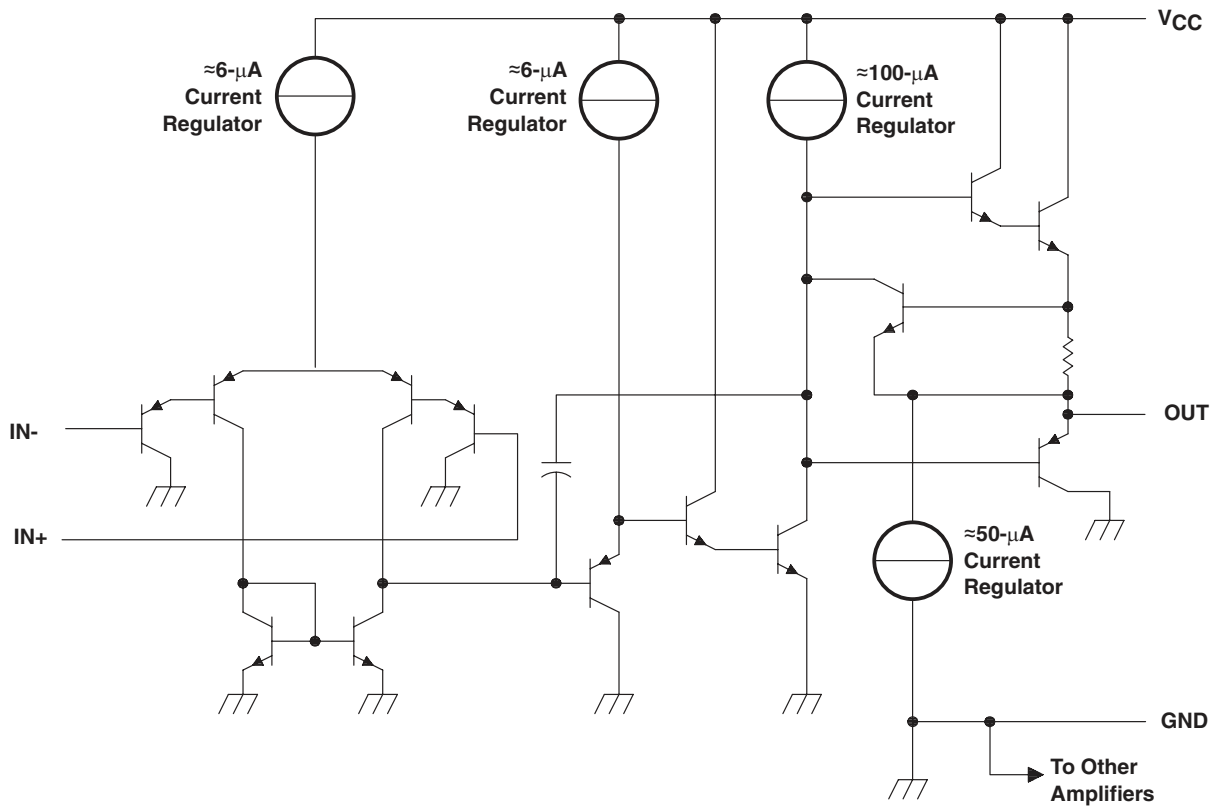 V_CC
≈6-μA
Current
Regulator
≈6-μA
Current
Regulator
≈100-μA
Current
Regulator
IN-
OUT
IN+
≈50-μA
Current
Regulator
GND
To Other
Amplifiers